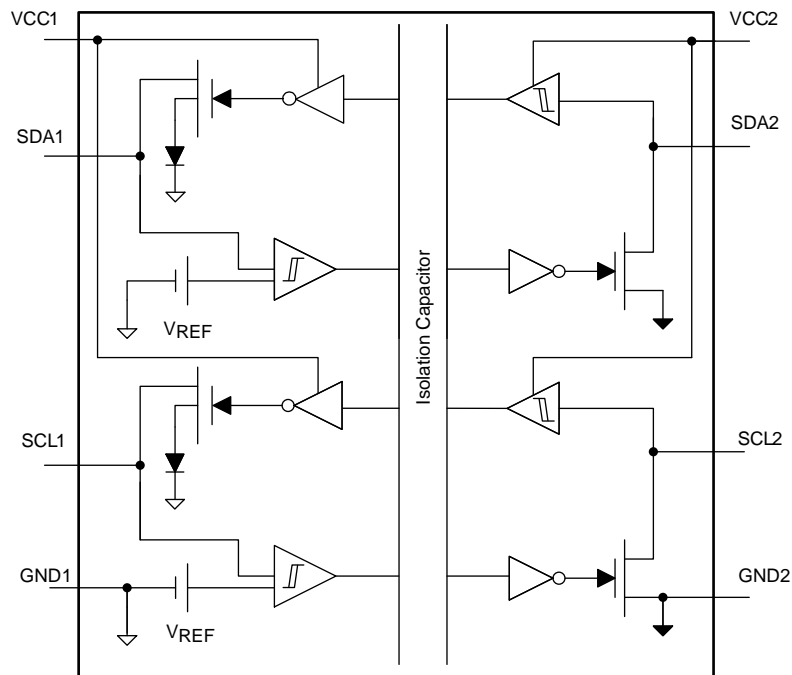 VCC1
VCC2
SDA1
SDA2
VREF
Isolation Capacitor
SCL1
SCL2
GND1
GND2
VREF